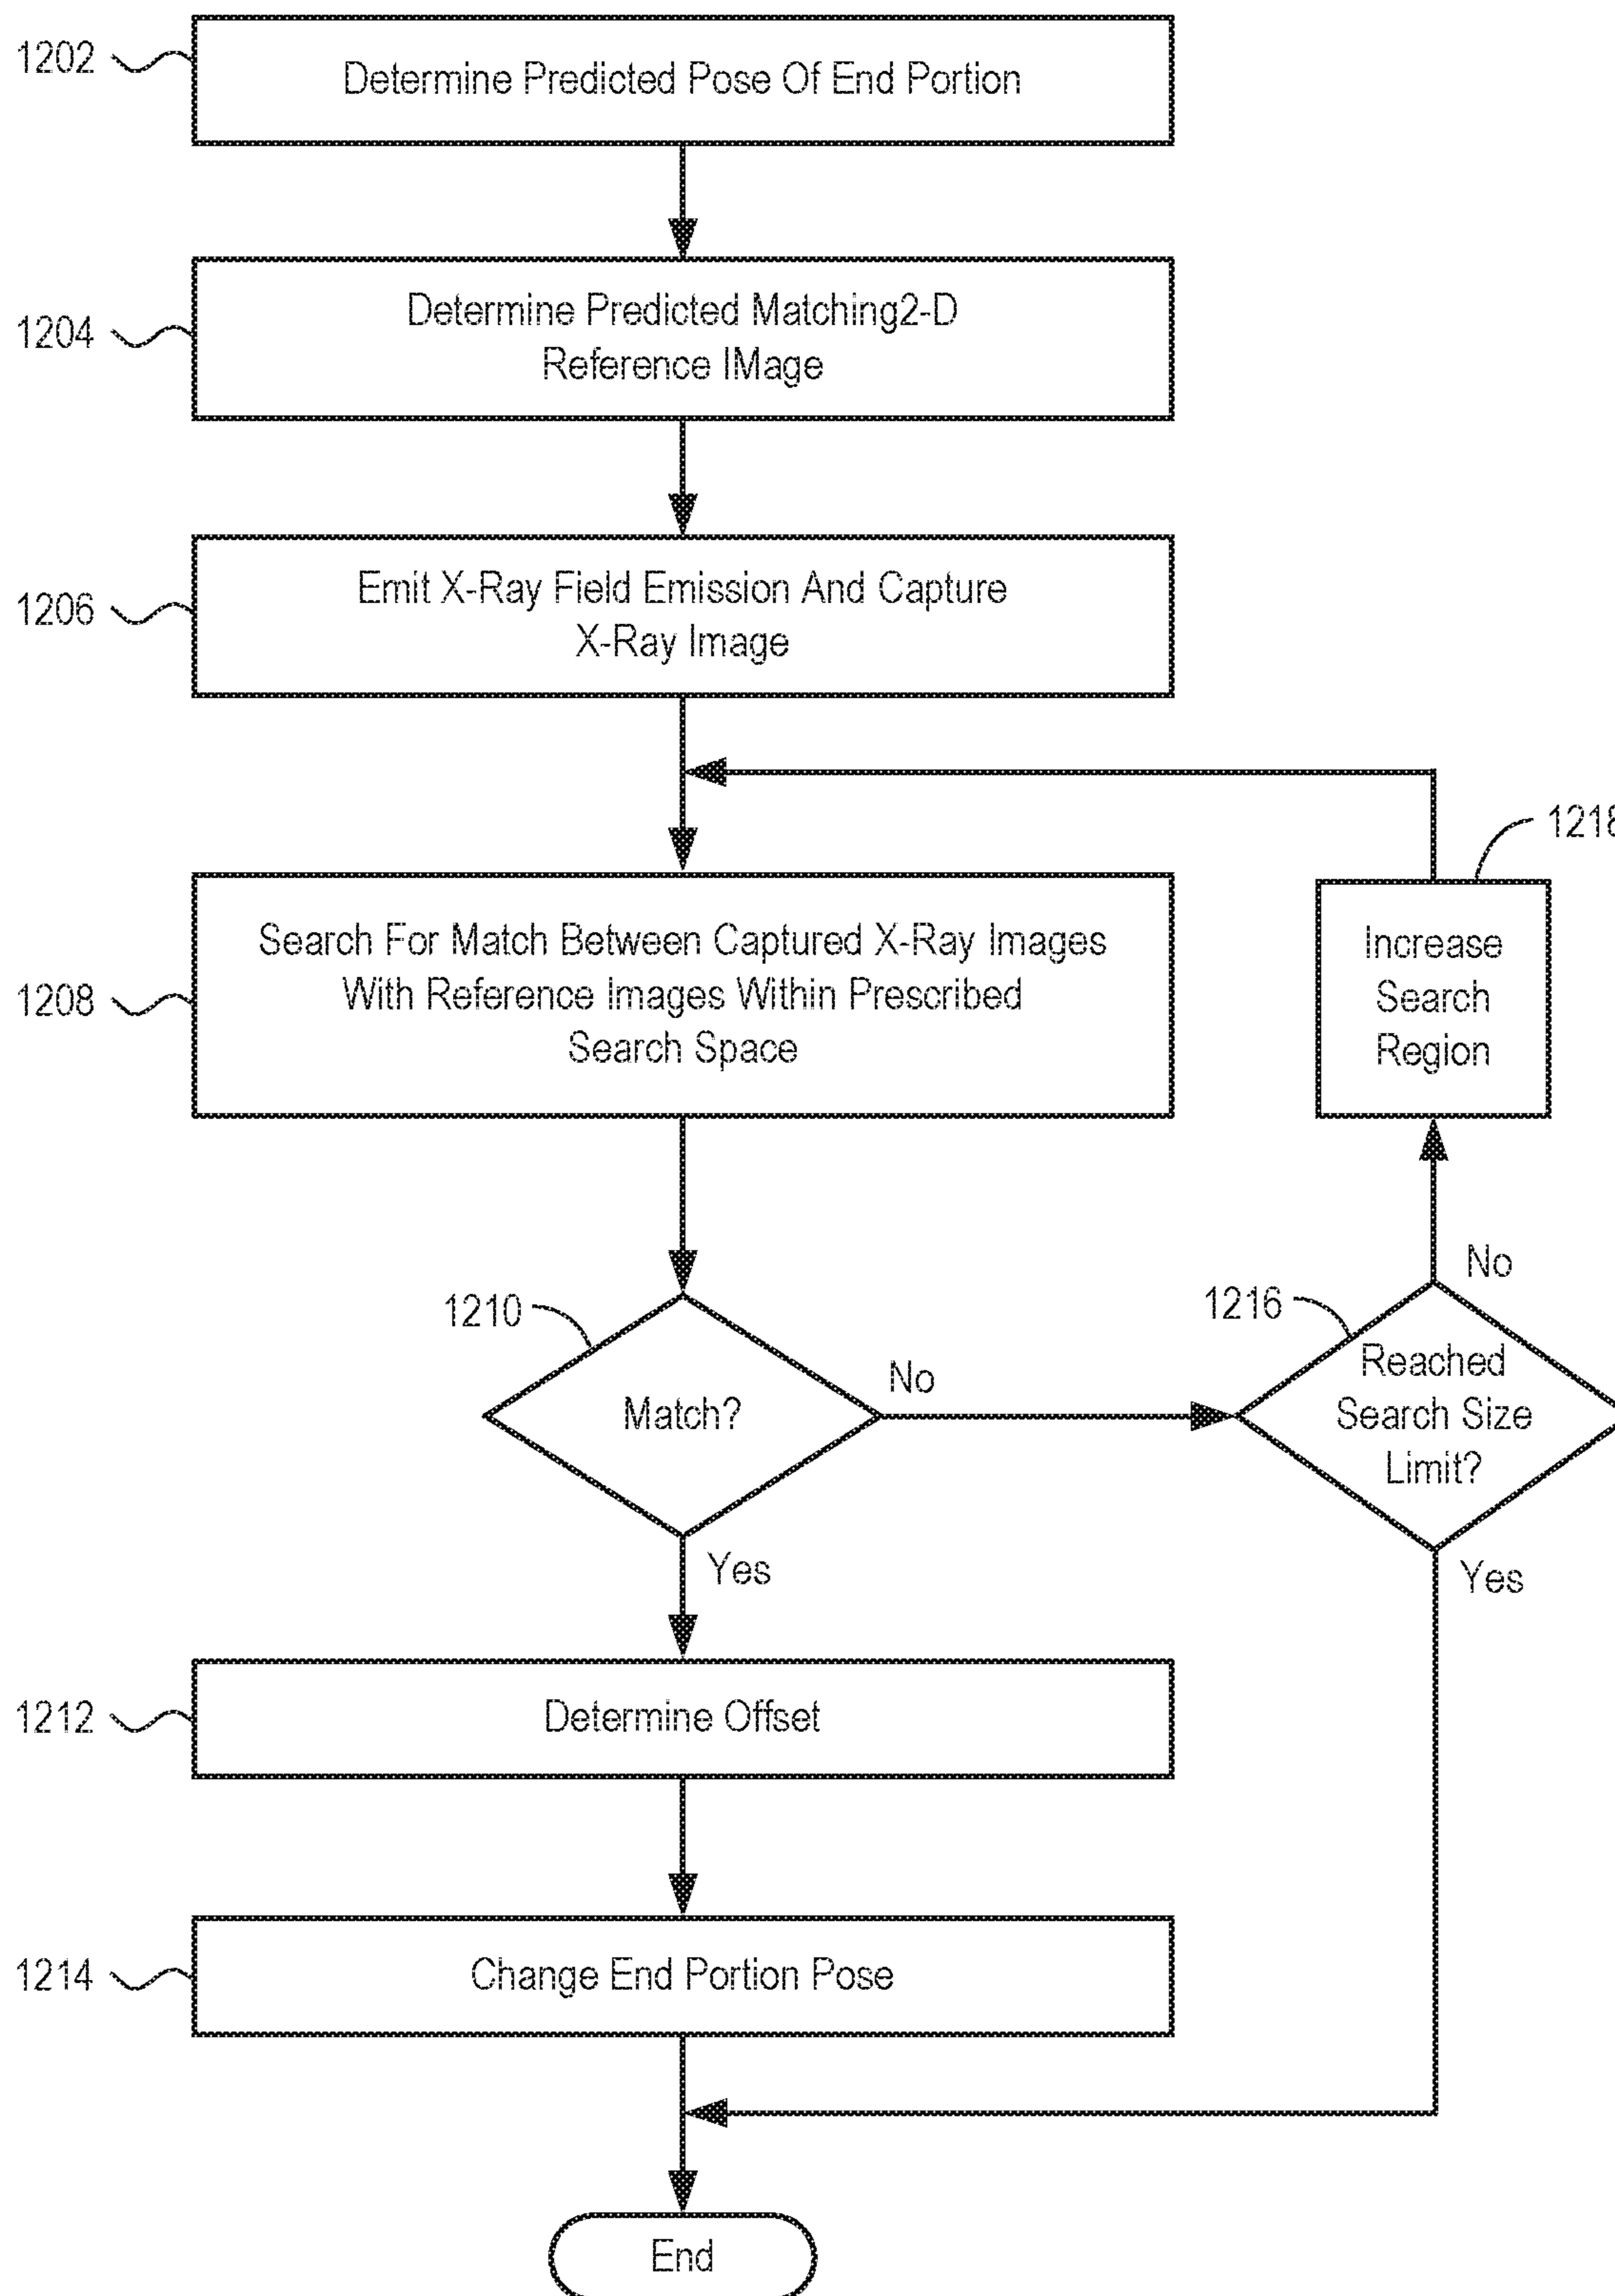 1202
Determine Predicted Pose Of End Portion
1204
Determine Predicted Matching2-D
Reference IMage
1206
Emit X-Ray Field Emission And Capture
X-Ray Image
1218
1208
Search For Match Between Captured X-Ray Images
With Reference Images Within Prescribed
Search Space
Increase
Search
Region
No
1210
1216
Match?
No
Reached
Search Size
Limit?
Yes
Yes
1212
Determine Offset
1214
Change End Portion Pose
End